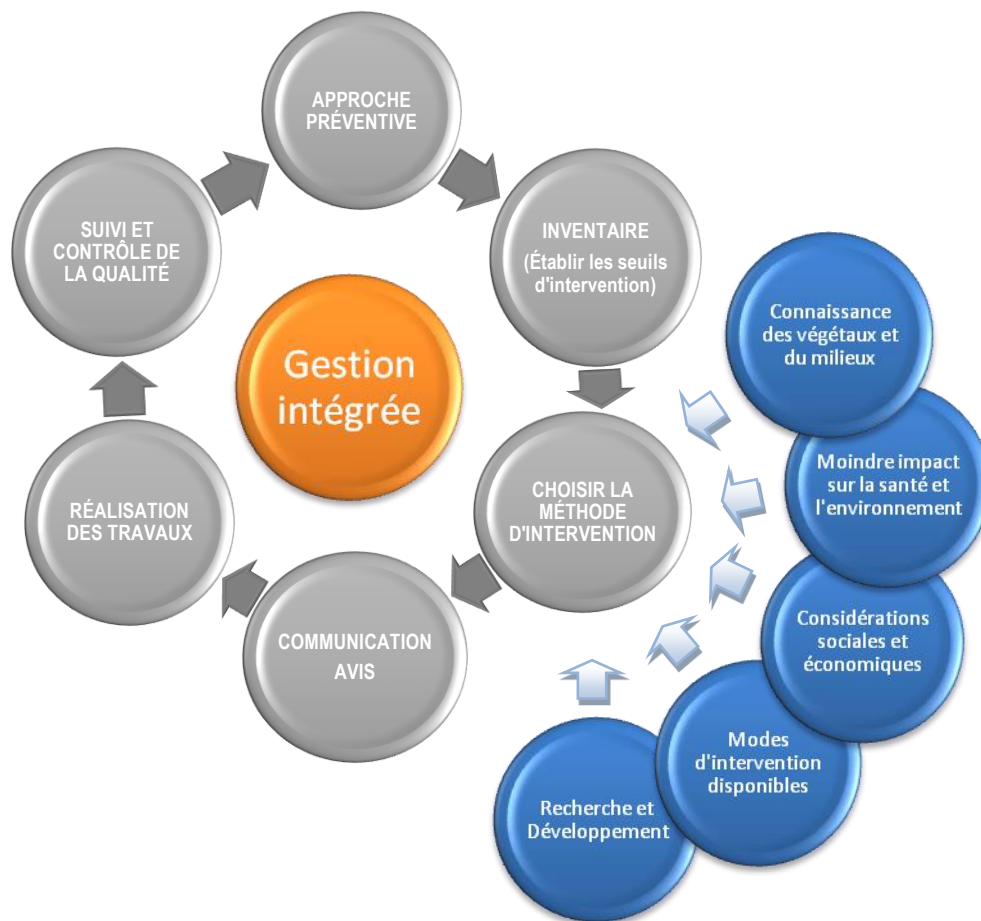 APPROCHE
PRÉVENTIVE
INVENTAIRE
(Établir les seuils
d'intervention)
CHOISIR LA
MÉTHODE
D'INTERVENTION
COMMUNICATION
AVIS
RÉALISATION
DES TRAVAUX
SUIVI ET
CONTRÔLE DE
LA QUALITÉ
Gestion
intégrée
Connaissance
des végétaux et
du milieux
Moindre impact
sur la santé et
l'environnement
Considérations
sociales et
économiques
Modes
d'intervention
disponibles
Recherche et
Développement